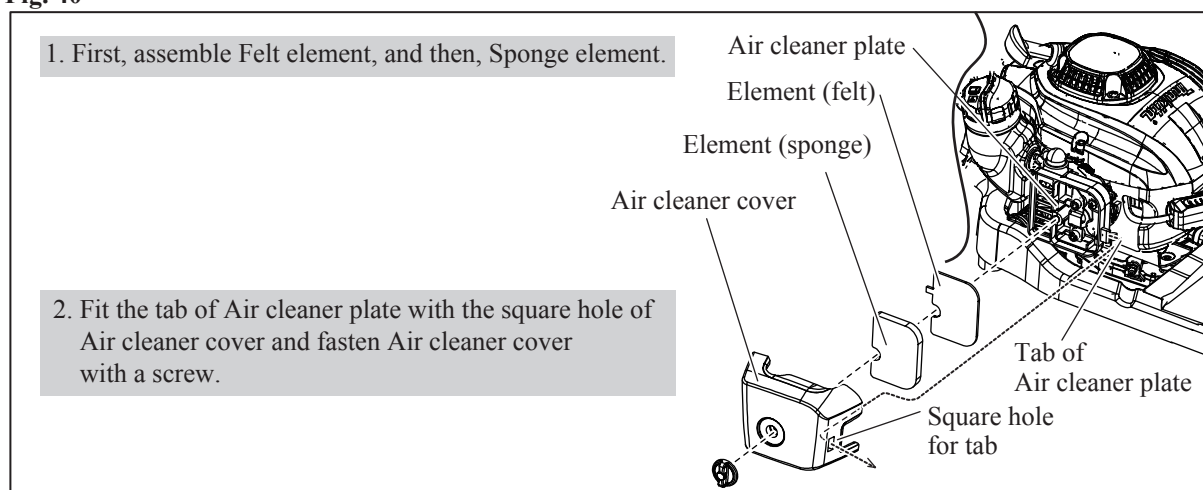 1. First, assemble Felt element, and then, Sponge element.
Air cleaner plate
Element (felt)
Element (sponge)
Air cleaner cover
2. Fit the tab of Air cleaner plate with the square hole of
Air cleaner cover and fasten Air cleaner cover
with a screw.
Tab of
Air cleaner plate
Square hole
for tab